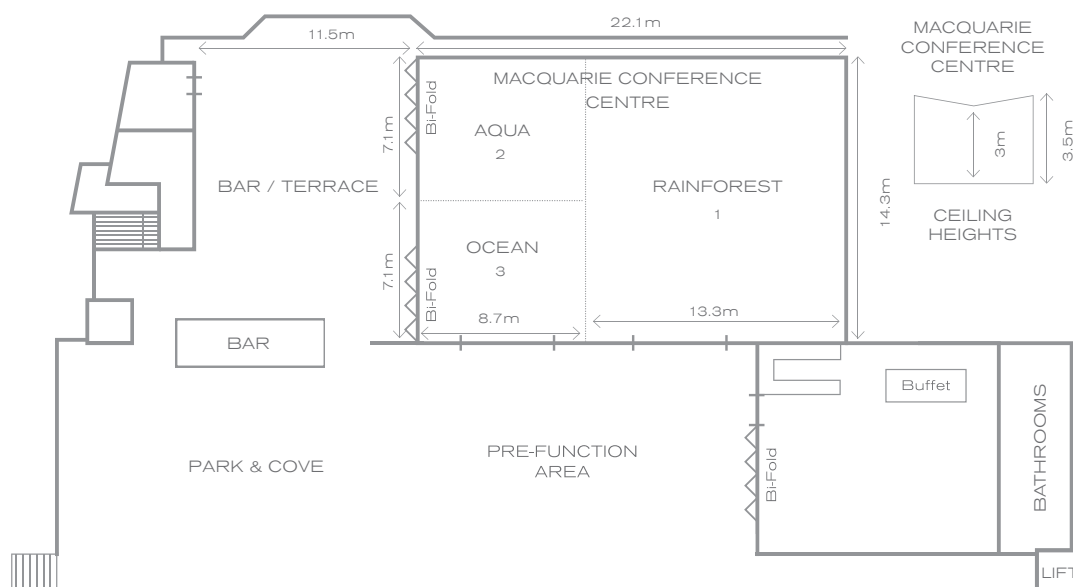 22.1m
11.5m
MACQUARIE
CONFERENCE
CENTRE
MACQUARIE CONFERENCE
CENTRE
Bi-Fold
7.1m
AQUA
2
3m
3.5m
BAR / TERRACE
RAINFOREST
1
14.3m
CEILING
HEIGHTS
OCEAN
3
7.1m
Bi-Fold
8.7m
13.3m
BAR
Buffet
BATHROOMS
PARK & COVE
PRE-FUNCTION
AREA
Bi-Fold
LIFT